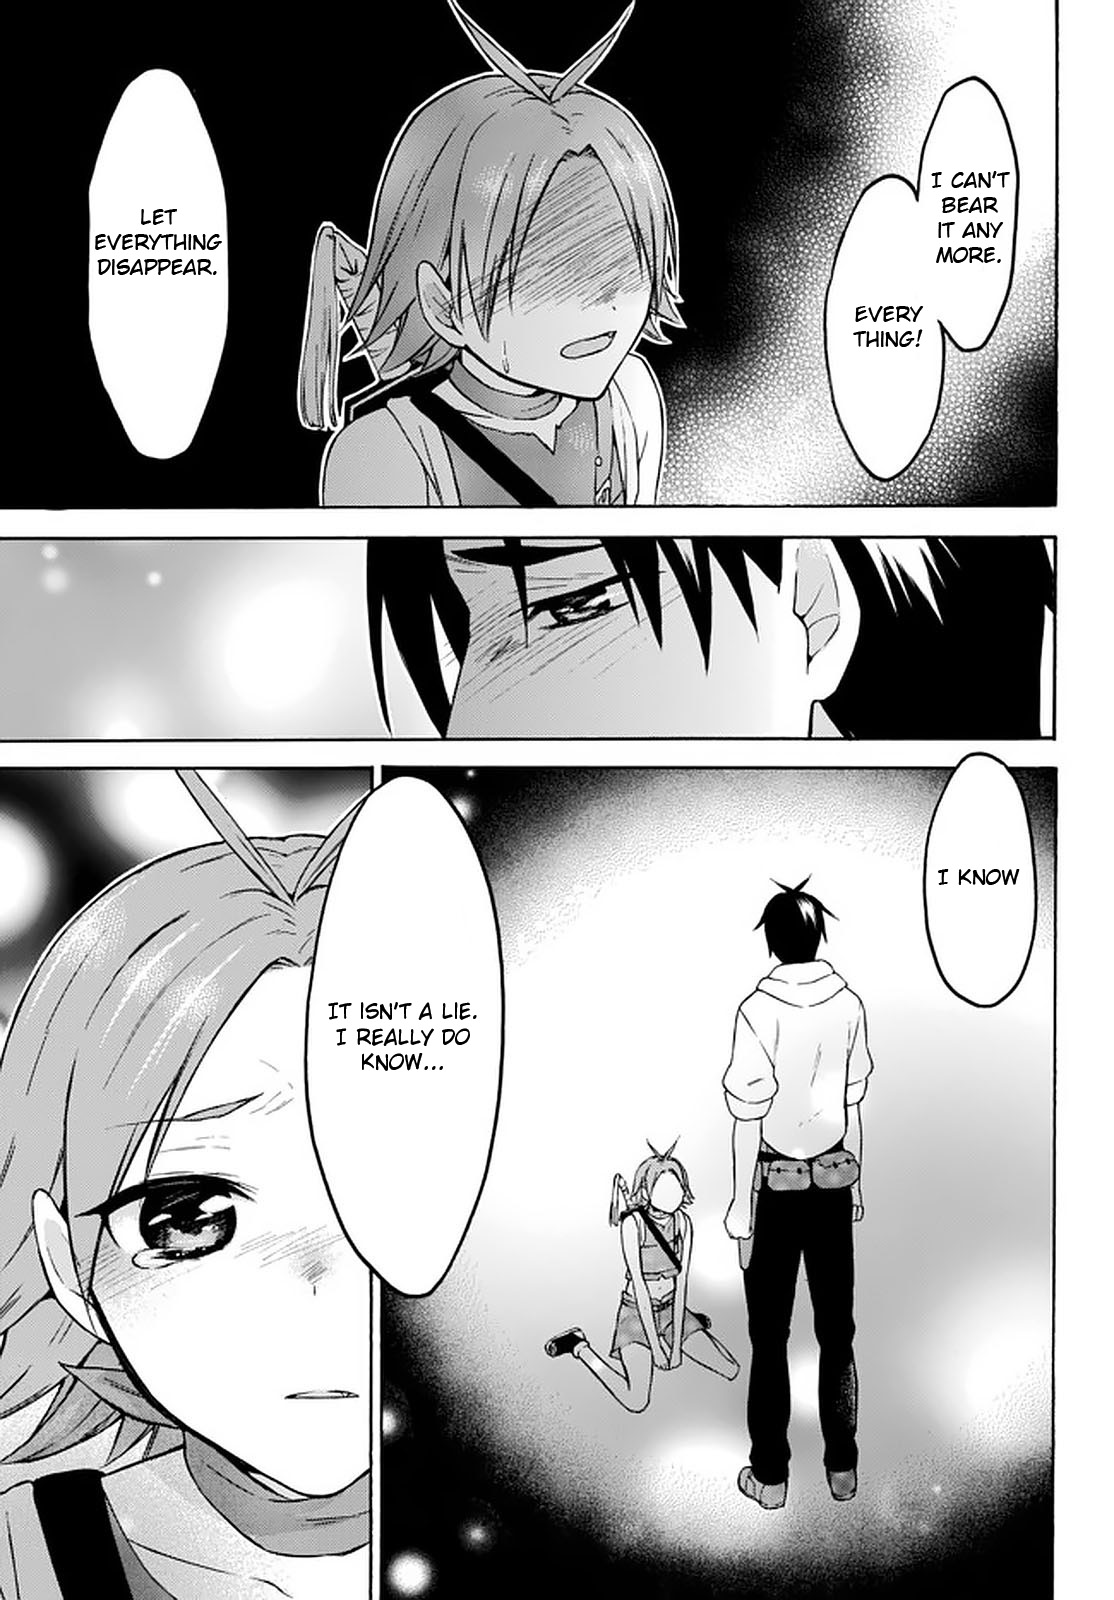 I CAN'T
BEAR
IT ANY
MORE.
EVERY
THING!
LET
EVERYTHING
DISAPPEAR.
I KNOW
IT ISN'T A LIE.
I REALLY DO
KNOW...